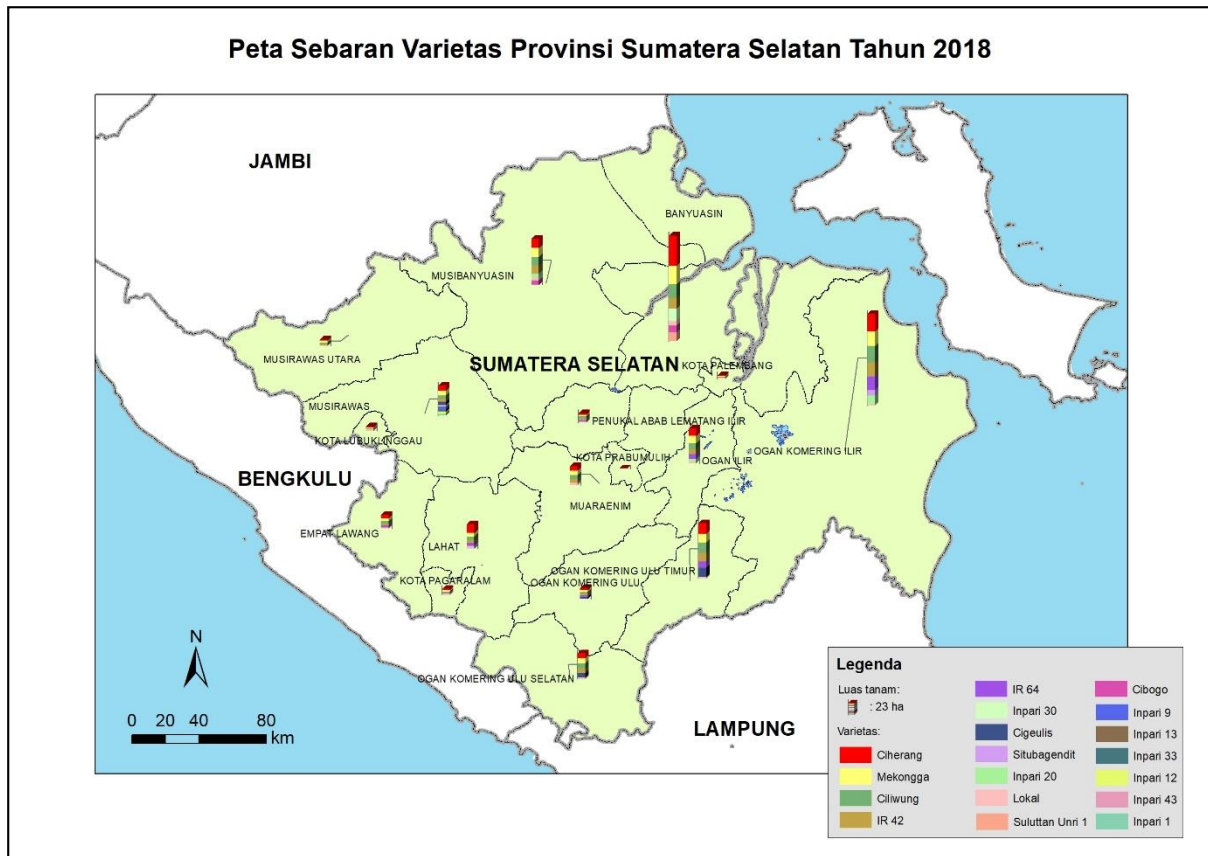 Peta Sebaran Varietas Provinsi Sumatera Selatan Tahun 2018
JAMBI
BANYUASIN
MUSIBANYUASIN
MUSIRAWAS UTARA
SUMATERA SELATAN
KOTA PALEMBANG
MUSIRAWAS
PENUKAL ABAB LEMATANG ILIR
KOTA LUBUKLINGGAU
OGAN KOMERING ILIR
KOTA PRABUMULIH
OGAN ILIR
BENGKULU
MUARAENIM
EMPAT LAWANG
LAHAT
OGAN KOMERING ULU TIMUR
KOTA PAGARALAM
OGAN KOMERING ULU
OGAN KOMERING ULU SELATAN
LAMPUNG
N
0 20 40 80
km
Legenda
Luas tanam:
: 23 ha
Varietas:
Ciherang
Mekongga
Ciliwung
IR 42
IR 64
Inpari 30
Cigeulis
Situbagendit
Inpari 20
Lokal
Suluttan Unri 1
Cibogo
Inpari 9
Inpari 13
Inpari 33
Inpari 12
Inpari 43
Inpari 1